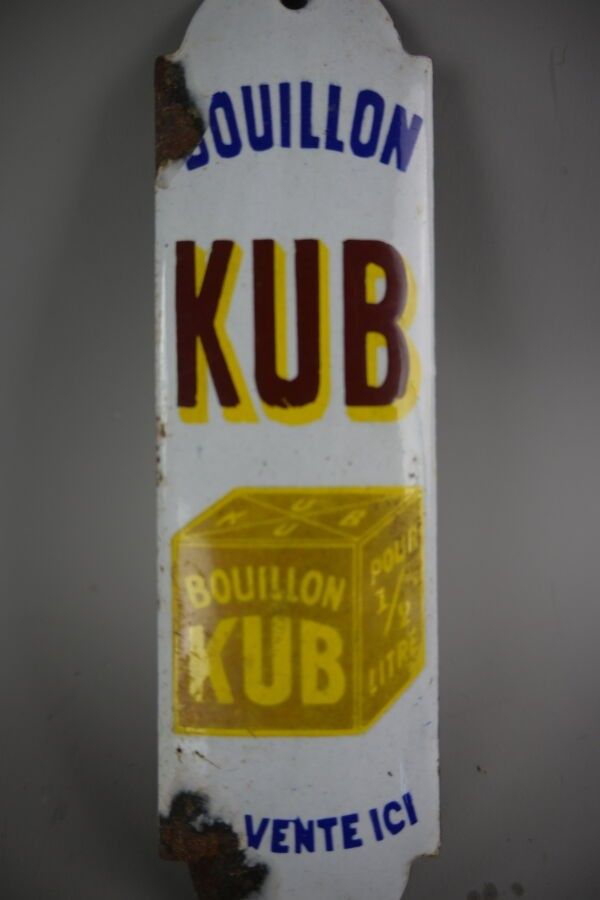 BOUILLON
KUB
K U B
U
BOUILLON
KUB
POUR
1/2
LITRE
VENTE ICI